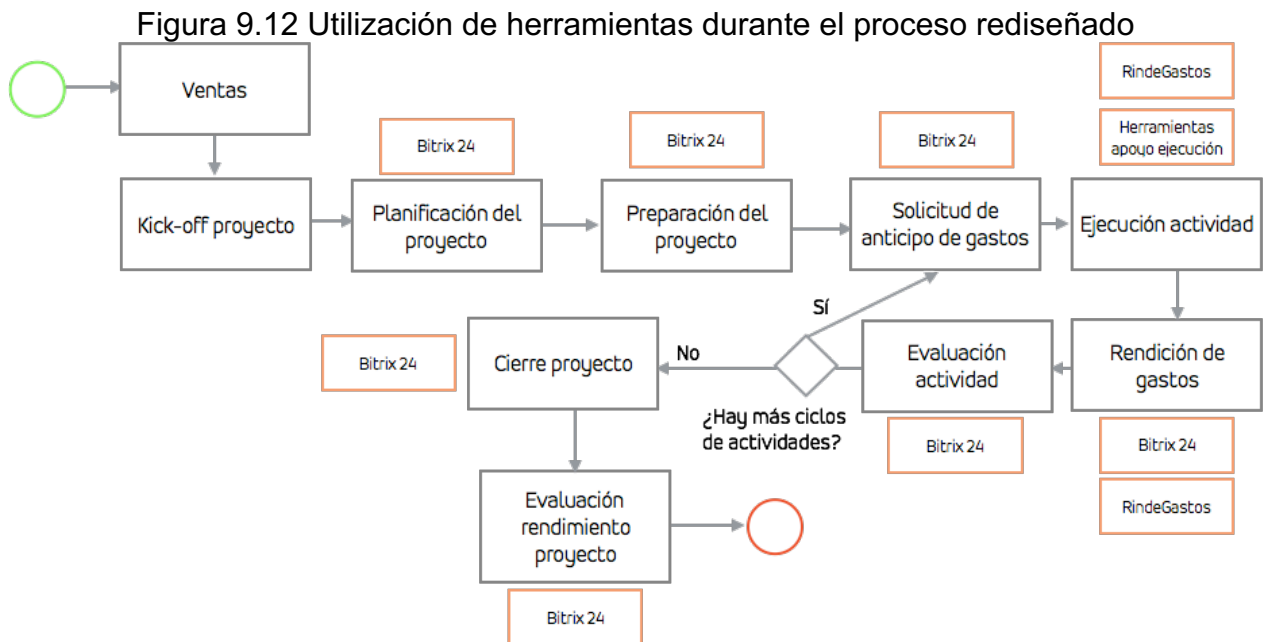 Figura 9.12 Utilización de herramientas durante el proceso rediseñado
Ventas
RindeGastos
Herramientas
apoyo ejecución
Bitrix 24
Bitrix 24
Bitrix 24
Kick-off proyecto
Planificación del
proyecto
Preparación del
proyecto
Solicitud de
anticipo de gastos
Ejecución actividad
Sí
Bitrix 24
Cierre proyecto
No
¿Hay más ciclos
de actividades?
Evaluación
actividad
Rendición de
gastos
Bitrix 24
Bitrix 24
RindeGastos
Evaluación
rendimiento
proyecto
Bitrix 24